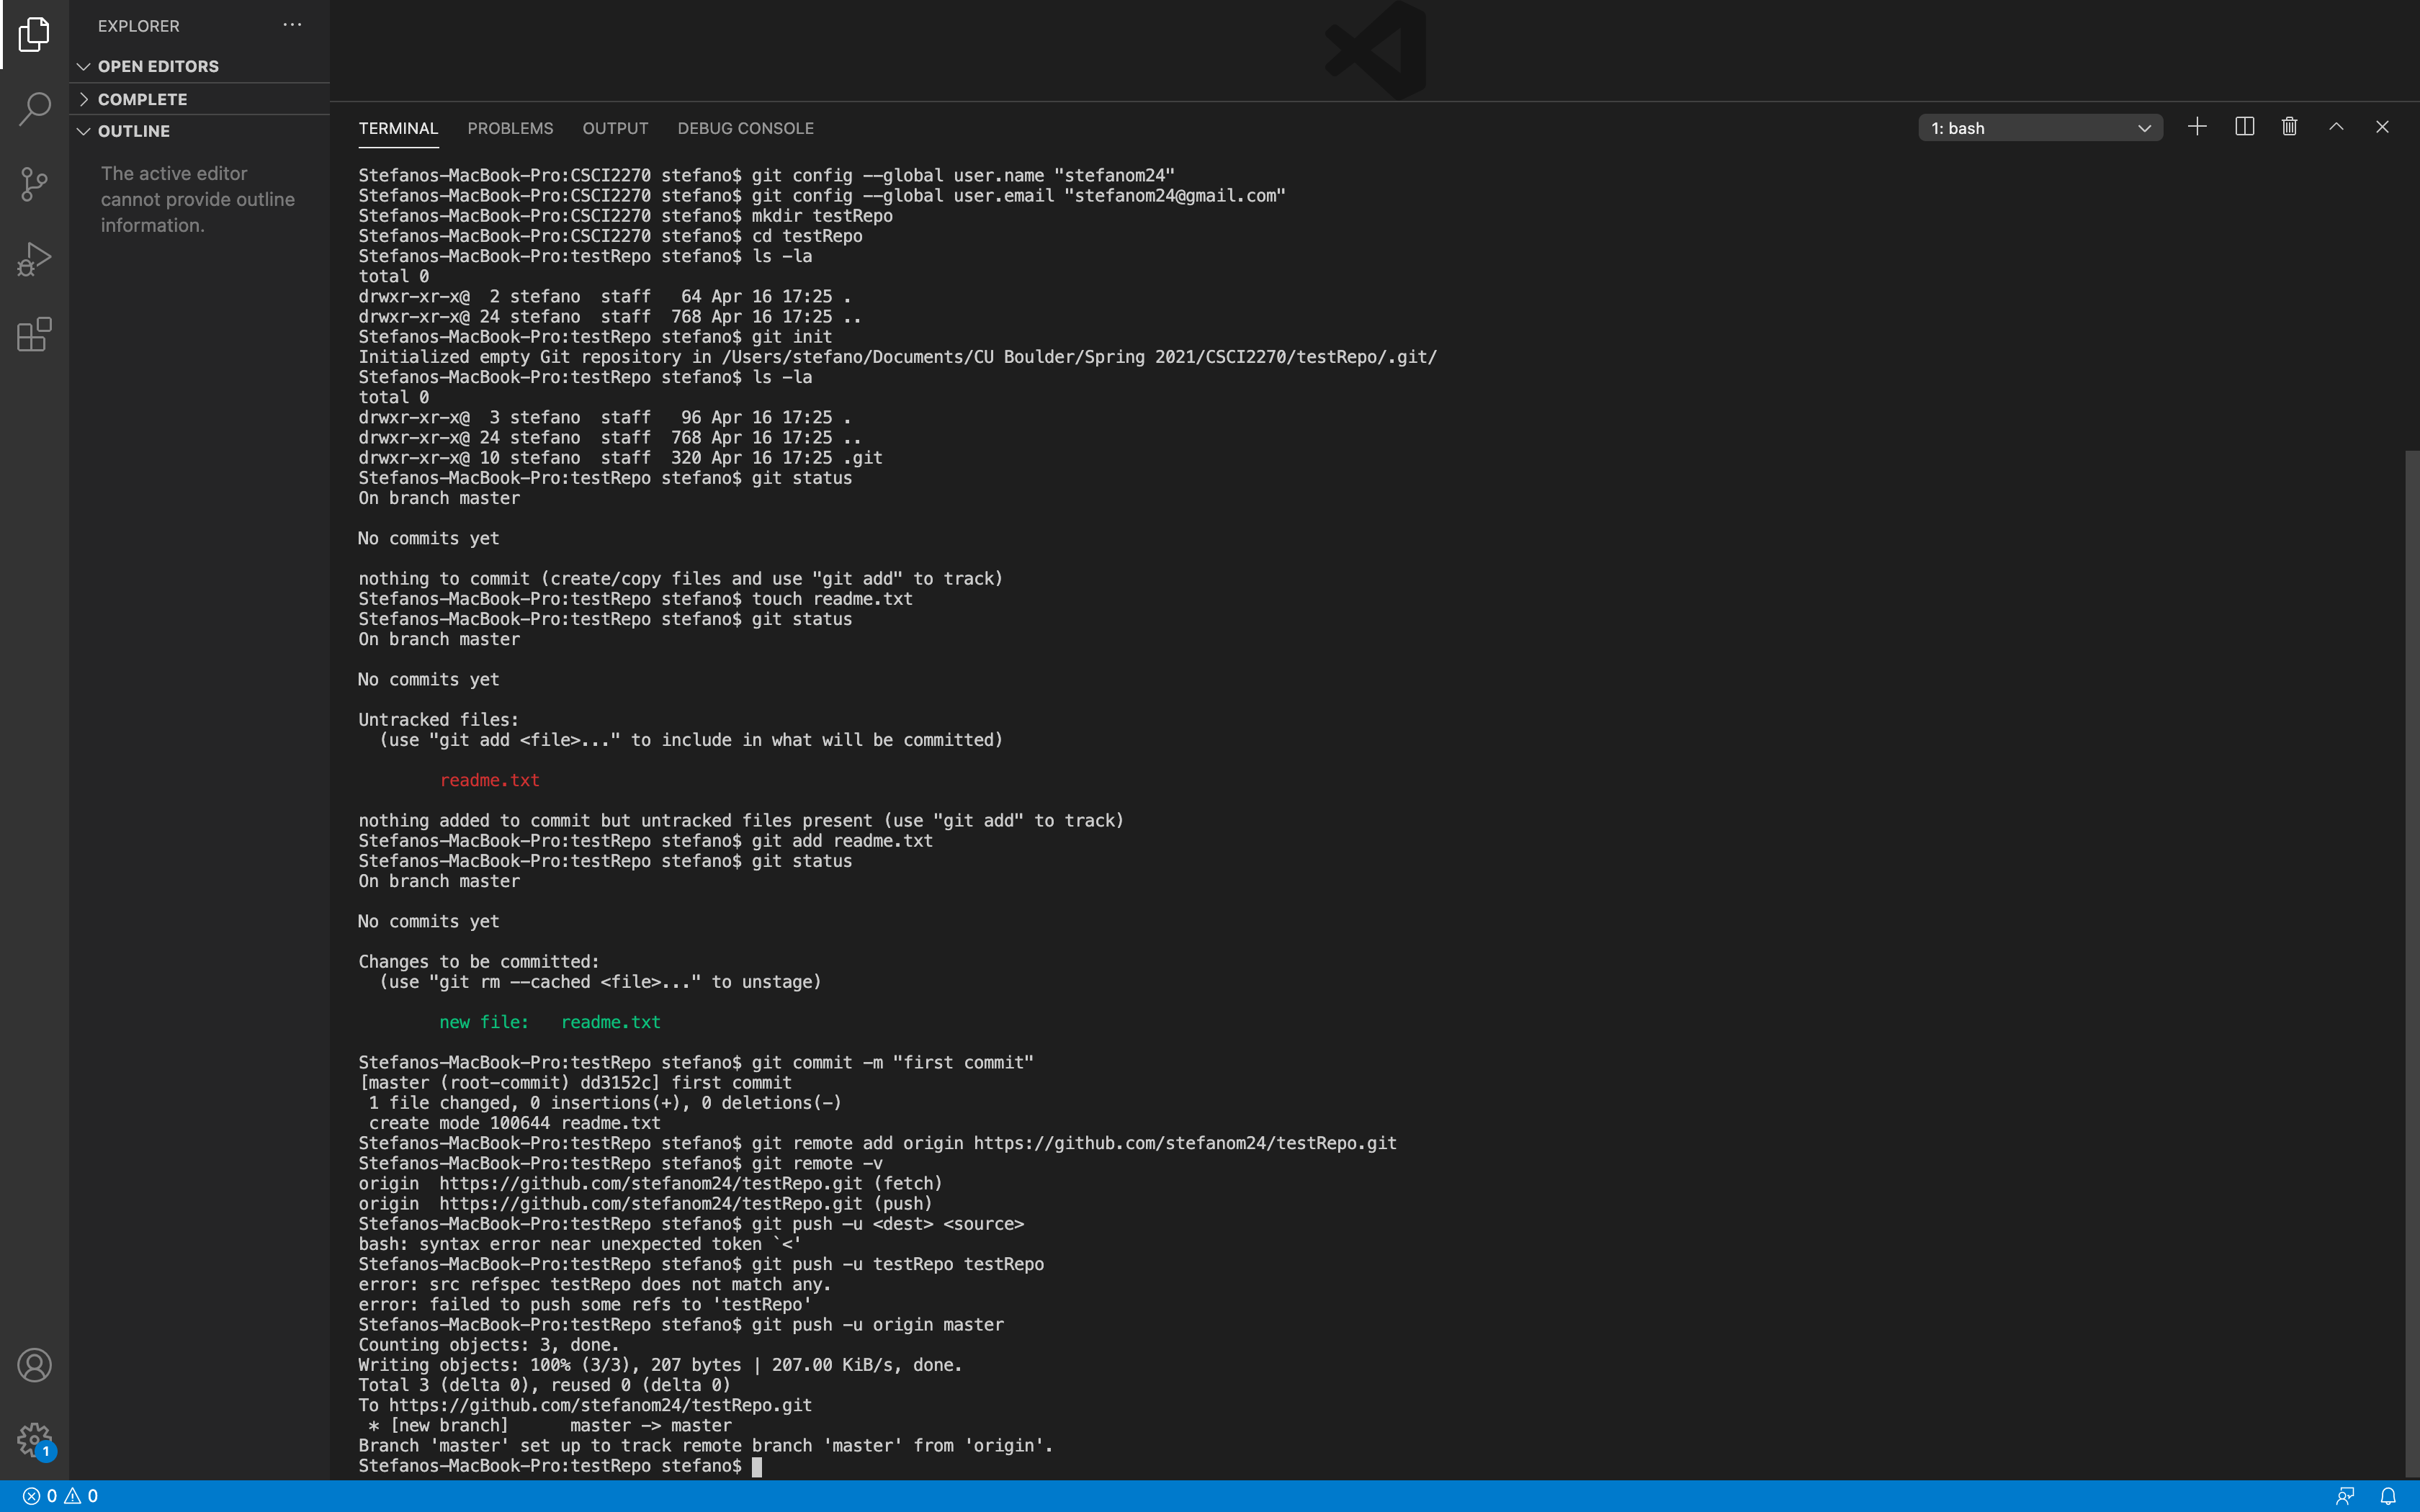 EXPLORER
OPEN EDITORS
COMPLETE
OUTLINE
The active editor
cannot provide outline
information.
TERMINAL PROBLEMS OUTPUT DEBUG CONSOLE
1: bash
Stefanos-MacBook-Pro:CSCI2270 stefano$ git config --global user.name "stefanom24"
Stefanos-MacBook-Pro:CSCI2270 stefano$ git config --global user.email "stefanom24@gmail.com"
Stefanos-MacBook-Pro:CSCI2270 stefano$ mkdir testRepo
Stefanos-MacBook-Pro:CSCI2270 stefano$ cd testRepo
Stefanos-MacBook-Pro:testRepo stefano$ ls -la
total 0
drwxr-xr-x@  2 stefano  staff   64 Apr 16 17:25 .
drwxr-xr-x@ 24 stefano  staff  768 Apr 16 17:25 ..
Stefanos-MacBook-Pro:testRepo stefano$ git init
Initialized empty Git repository in /Users/stefano/Documents/CU Boulder/Spring 2021/CSCI2270/testRepo/.git/
Stefanos-MacBook-Pro:testRepo stefano$ ls -la
total 0
drwxr-xr-x@  3 stefano  staff   96 Apr 16 17:25 .
drwxr-xr-x@ 24 stefano  staff  768 Apr 16 17:25 ..
drwxr-xr-x@ 10 stefano  staff  320 Apr 16 17:25 .git
Stefanos-MacBook-Pro:testRepo stefano$ git status
On branch master
No commits yet
nothing to commit (create/copy files and use "git add" to track)
Stefanos-MacBook-Pro:testRepo stefano$ touch readme.txt
Stefanos-MacBook-Pro:testRepo stefano$ git status
On branch master
No commits yet
Untracked files:
  (use "git add <file>..." to include in what will be committed)
        readme.txt
nothing added to commit but untracked files present (use "git add" to track)
Stefanos-MacBook-Pro:testRepo stefano$ git add readme.txt
Stefanos-MacBook-Pro:testRepo stefano$ git status
On branch master
No commits yet
Changes to be committed:
  (use "git rm --cached <file>..." to unstage)
        new file:   readme.txt
Stefanos-MacBook-Pro:testRepo stefano$ git commit -m "first commit"
[master (root-commit) dd3152c] first commit
 1 file changed, 0 insertions(+), 0 deletions(-)
 create mode 100644 readme.txt
Stefanos-MacBook-Pro:testRepo stefano$ git remote add origin https://github.com/stefanom24/testRepo.git
Stefanos-MacBook-Pro:testRepo stefano$ git remote -v
origin  https://github.com/stefanom24/testRepo.git (fetch)
origin  https://github.com/stefanom24/testRepo.git (push)
Stefanos-MacBook-Pro:testRepo stefano$ git push -u <dest> <source>
bash: syntax error near unexpected token `<'
Stefanos-MacBook-Pro:testRepo stefano$ git push -u testRepo testRepo
error: src refspec testRepo does not match any.
error: failed to push some refs to 'testRepo'
Stefanos-MacBook-Pro:testRepo stefano$ git push -u origin master
Counting objects: 3, done.
Writing objects: 100% (3/3), 207 bytes | 207.00 KiB/s, done.
Total 3 (delta 0), reused 0 (delta 0)
To https://github.com/stefanom24/testRepo.git
 * [new branch]      master -> master
Branch 'master' set up to track remote branch 'master' from 'origin'.
Stefanos-MacBook-Pro:testRepo stefano$
1
0 0